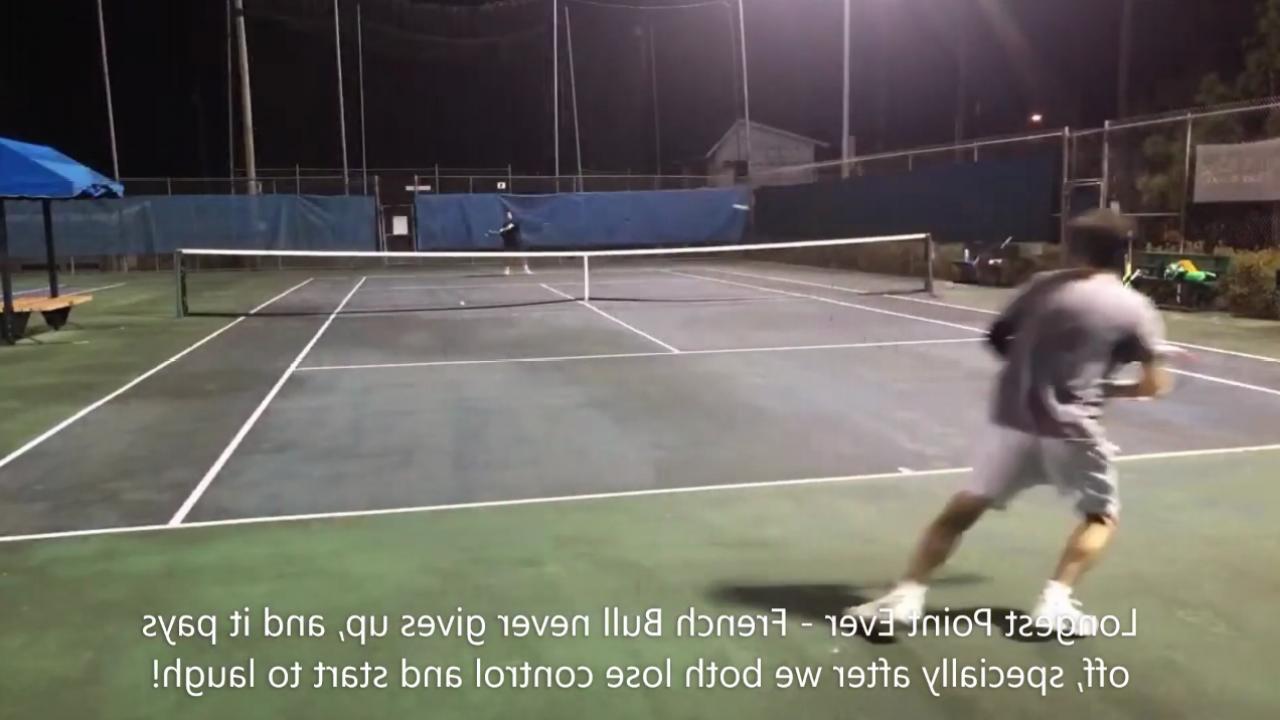 Longest Point Ever - French Bull never gives up, and it pays
off, specially after we both lose control and start to laugh!